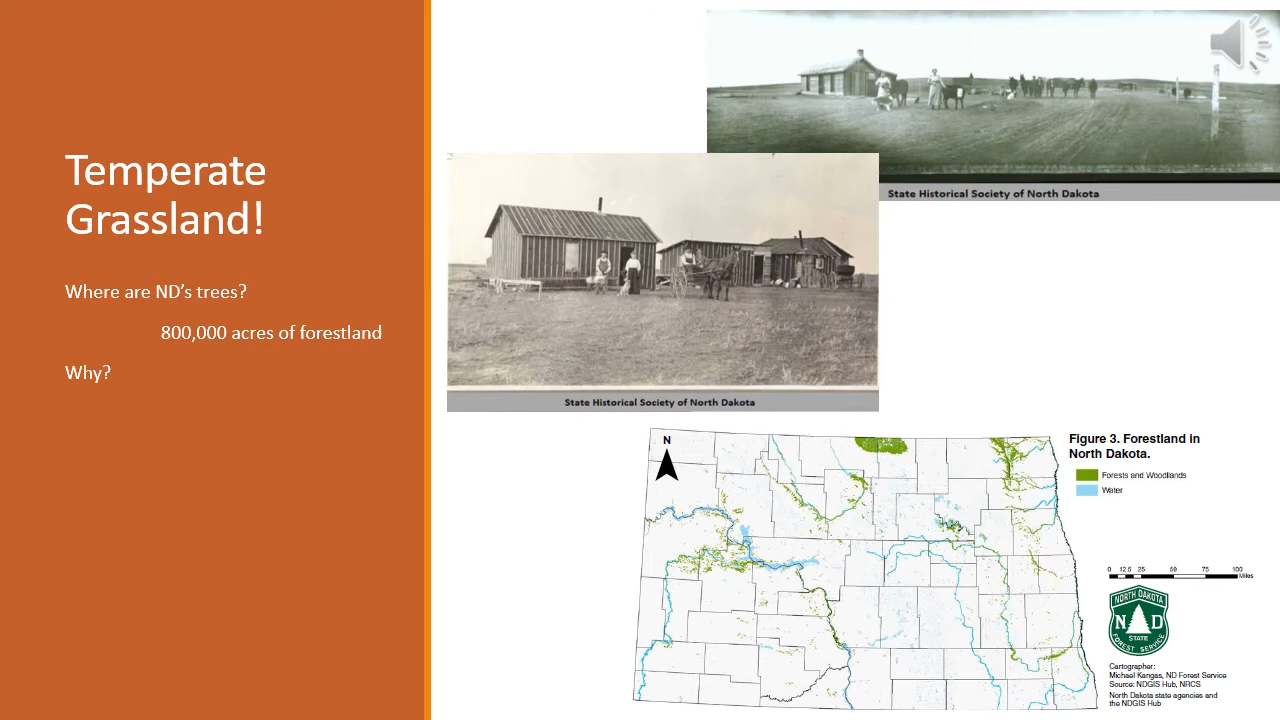 Temperate
Grassland!
Where are ND’s trees?
800,000 acres of forestland
Why?
State Historical Society of North Dakota
State Historical Society of North Dakota
N
Figure 3. Forestland in
North Dakota.
Forests and Woodlands
Water
0 12.5 25 50 75 100
Miles
NORTH DAKOTA
N D
STATE
FOREST SERVICE
Cartographer:
Michael Kangas, ND Forest Service
Source: NDGIS Hub, NRCS
North Dakota state agencies and
the NDGIS Hub